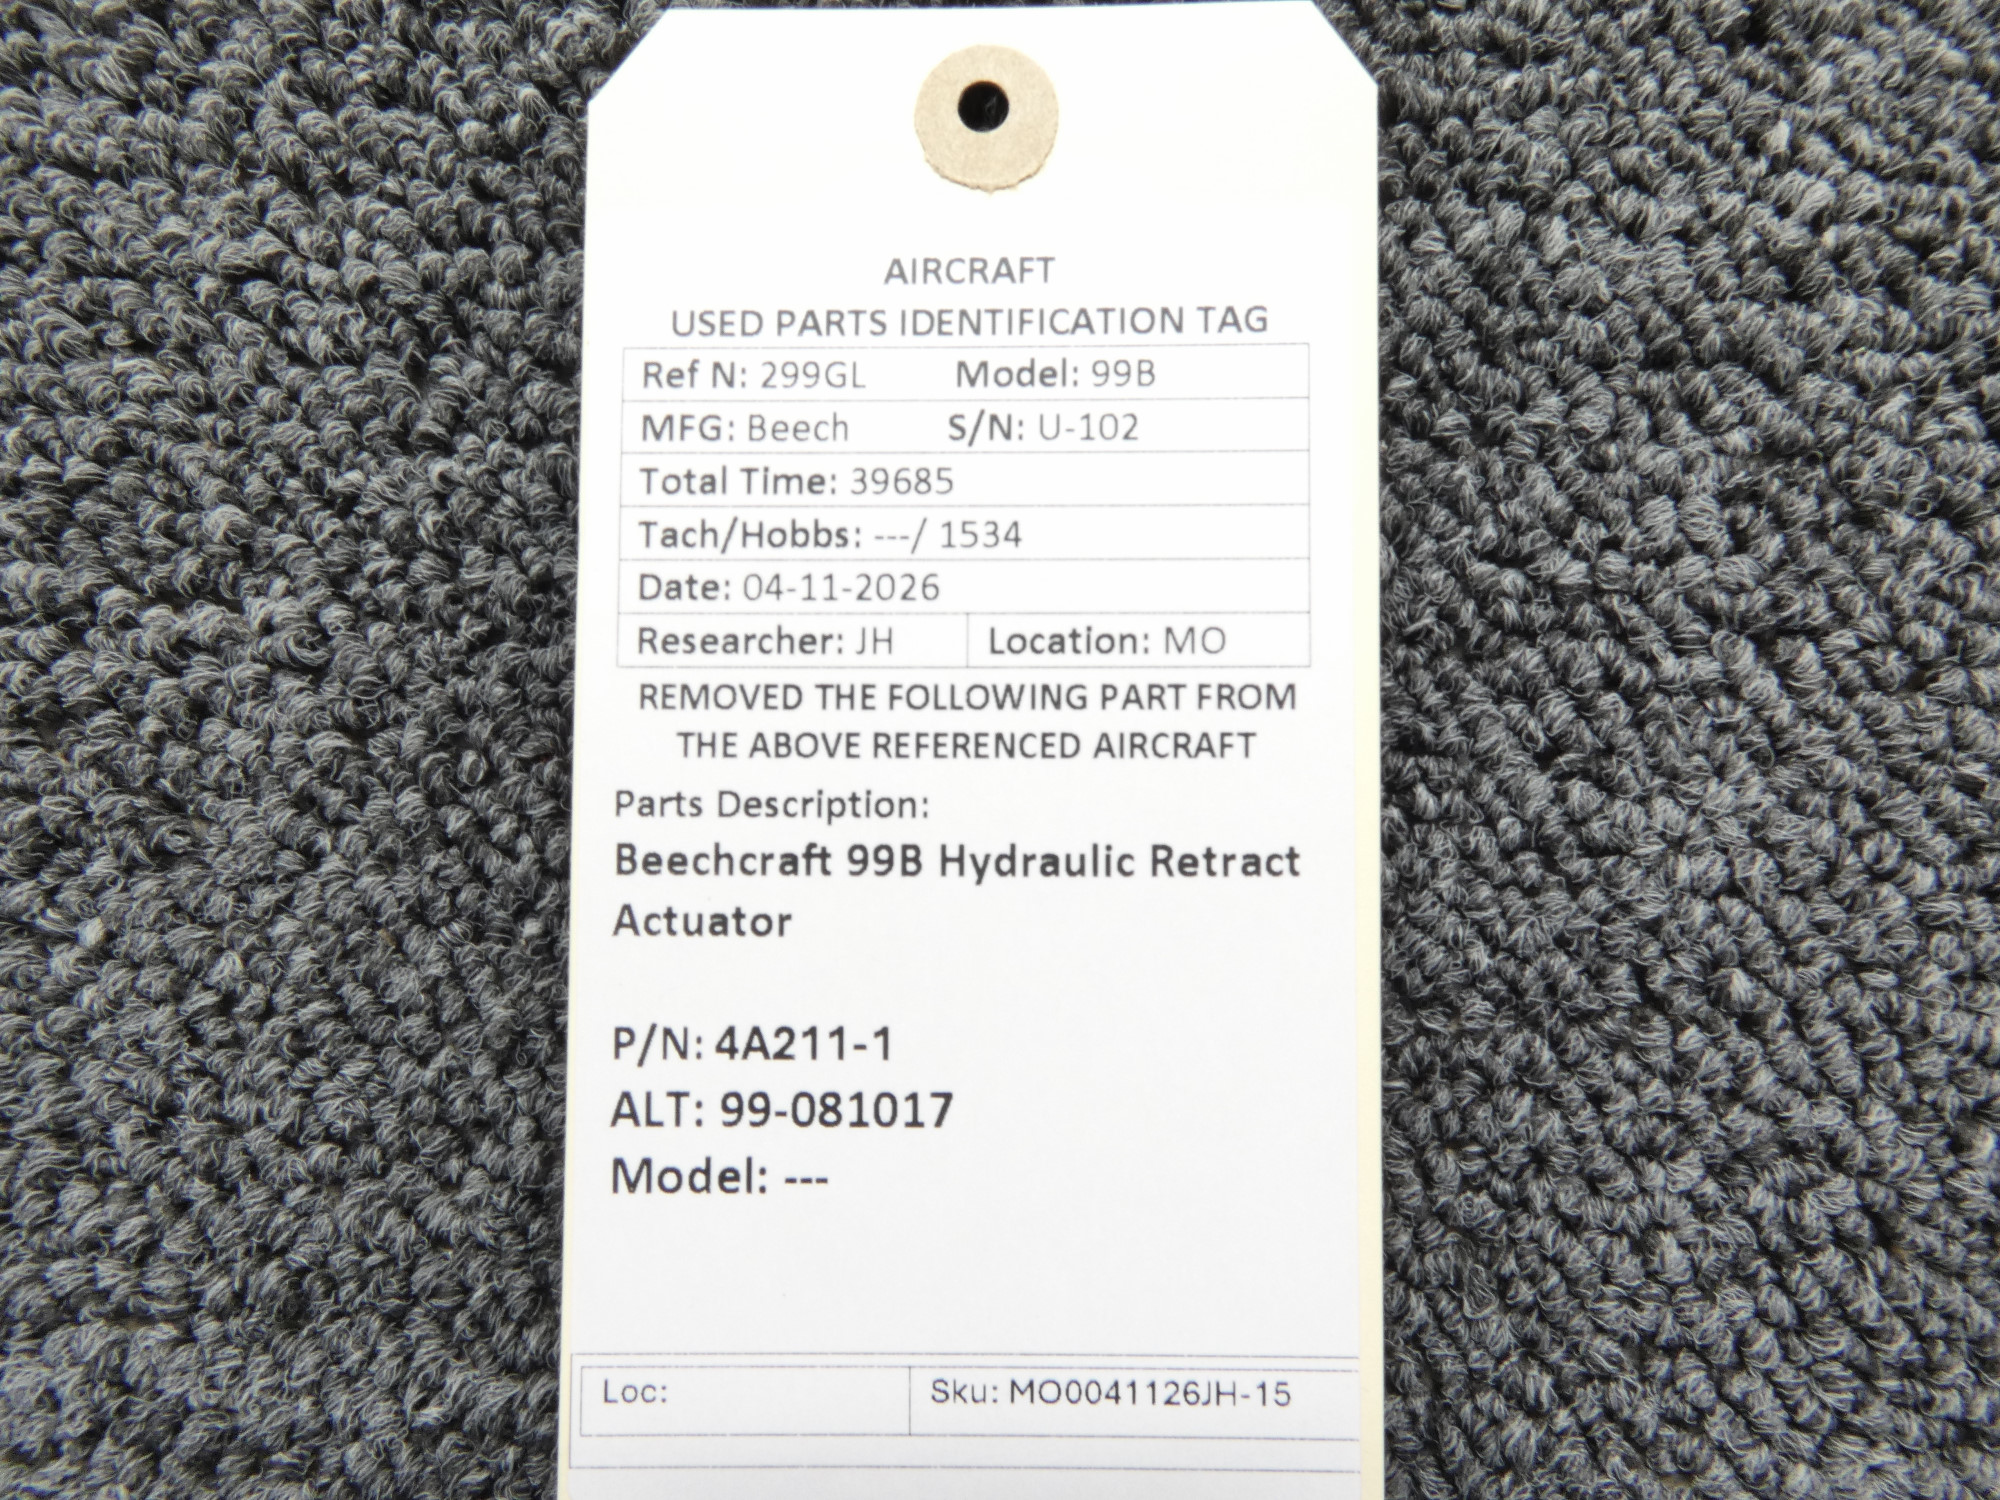 AIRCRAFT
USED PARTS IDENTIFICATION TAG
Ref N: 299GL Model: 99B
MFG: Beech S/N: U-102
Total Time: 39685
Tach/Hobbs: ---/ 1534
Date: 04-11-2026
Researcher: JH Location: MO
REMOVED THE FOLLOWING PART FROM
THE ABOVE REFERENCED AIRCRAFT
Parts Description:
Beechcraft 99B Hydraulic Retract
Actuator
P/N: 4A211-1
ALT: 99-081017
Model: ---
Loc: Sku: MO0041126JH-15